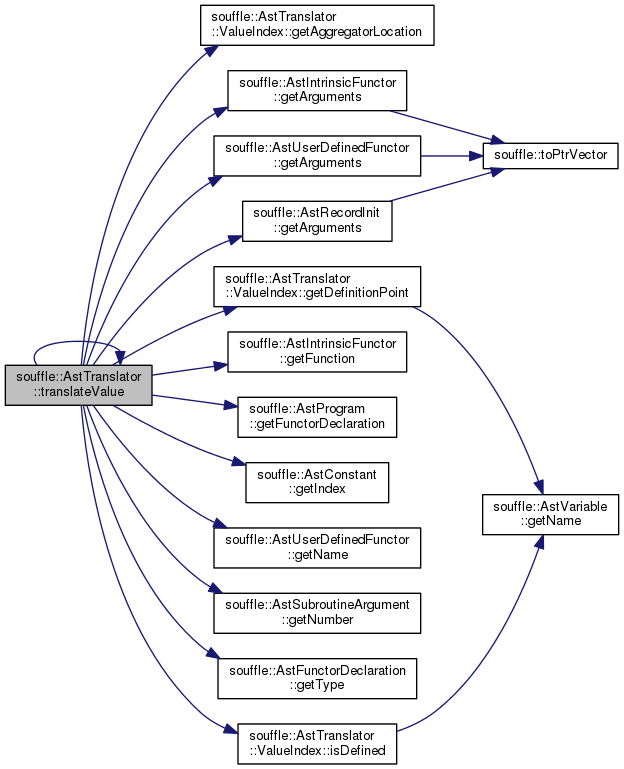 souffle::AstTranslator
::ValueIndex::getAggregatorLocation
souffle::AstIntrinsicFunctor
::getArguments
souffle::AstUserDefinedFunctor
::getArguments
souffle::toPtrVector
souffle::AstRecordInit
::getArguments
souffle::AstTranslator
::ValueIndex::getDefinitionPoint
souffle::AstIntrinsicFunctor
::getFunction
souffle::AstTranslator
::translateValue
souffle::AstProgram
::getFunctorDeclaration
souffle::AstConstant
::getIndex
souffle::AstVariable
::getName
souffle::AstUserDefinedFunctor
::getName
souffle::AstSubroutineArgument
::getNumber
souffle::AstFunctorDeclaration
::getType
souffle::AstTranslator
::ValueIndex::isDefined